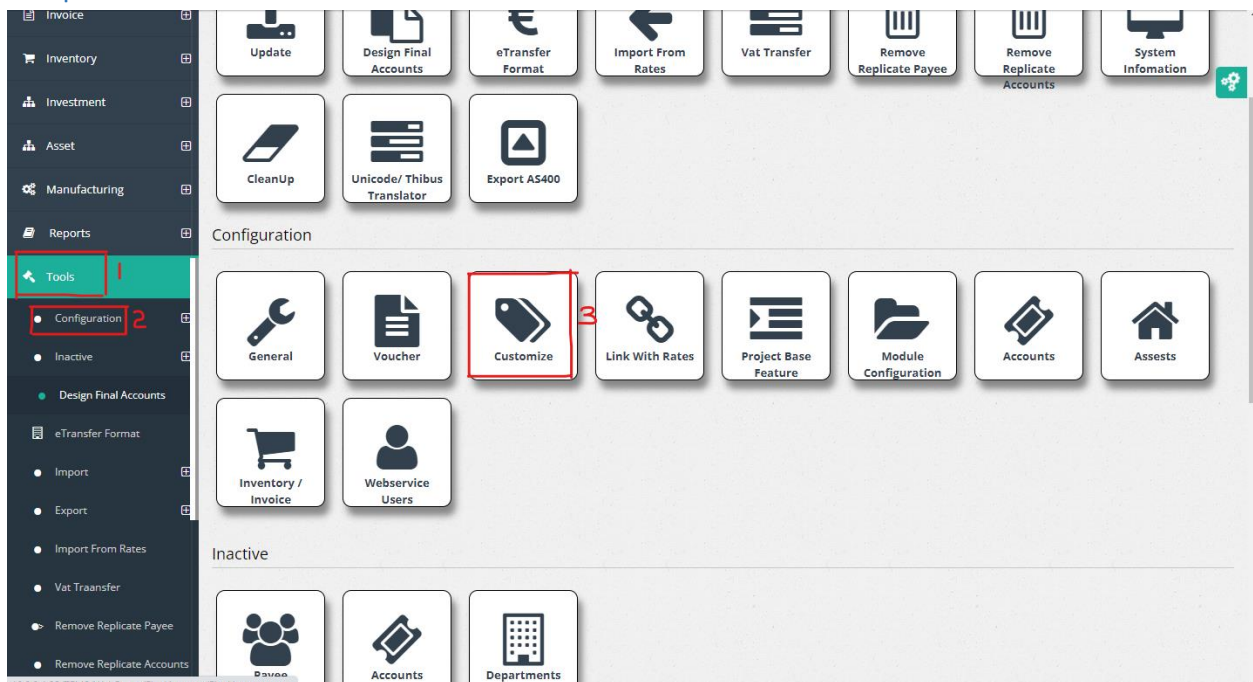 Invoice
Inventory
Investment
Asset
Manufacturing
Reports
Tools
1
Configuration
2
Inactive
Design Final Accounts
eTransfer Format
Import
Export
Import From Rates
Vat Traansfer
Remove Replicate Payee
Remove Replicate Accounts
Update
Design Final
Accounts
eTransfer
Format
Import From
Rates
Vat Transfer
Remove
Replicate Payee
Remove
Replicate
Accounts
System
Infomation
CleanUp
Unicode/ Thibus
Translator
Export AS400
Configuration
General
Voucher
Customize
3
Link With Rates
Project Base
Feature
Module
Configuration
Accounts
Assests
Inventory /
Invoice
Webservice
Users
Inactive
Payee
Accounts
Departments